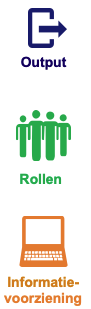 Output
Rollen
Informatie-
voorziening